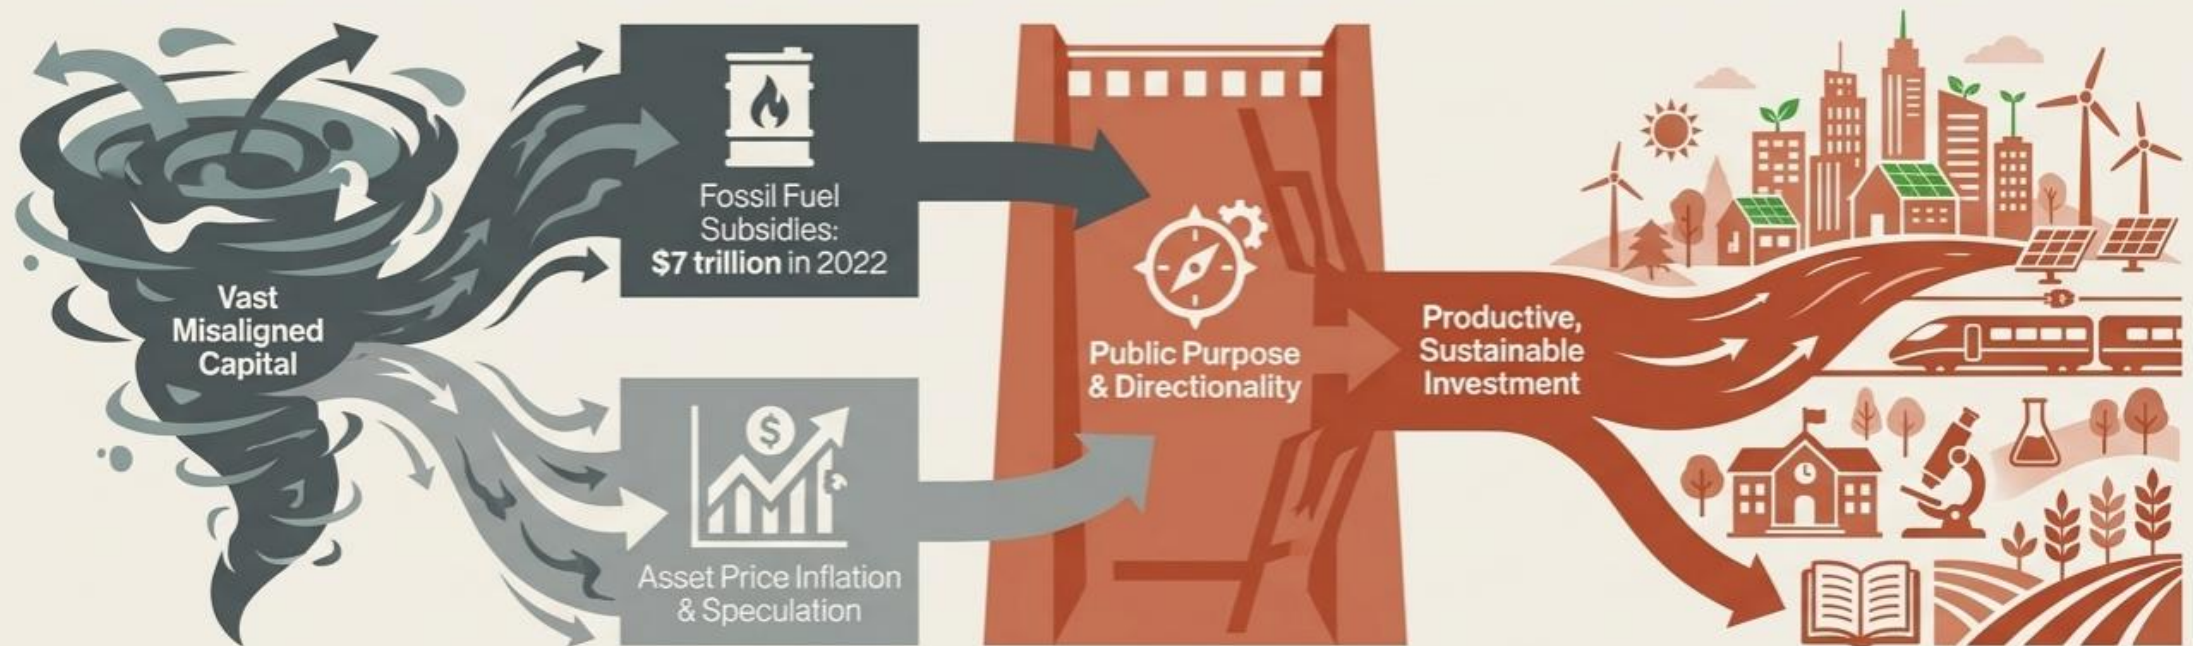 Vast
Misaligned
Capital
Fossil Fuel
Subsidies:
$7 trillion in 2022
$
Asset Price Inflation
& Speculation
Public Purpose
& Directionality
Productive,
Sustainable
Investment